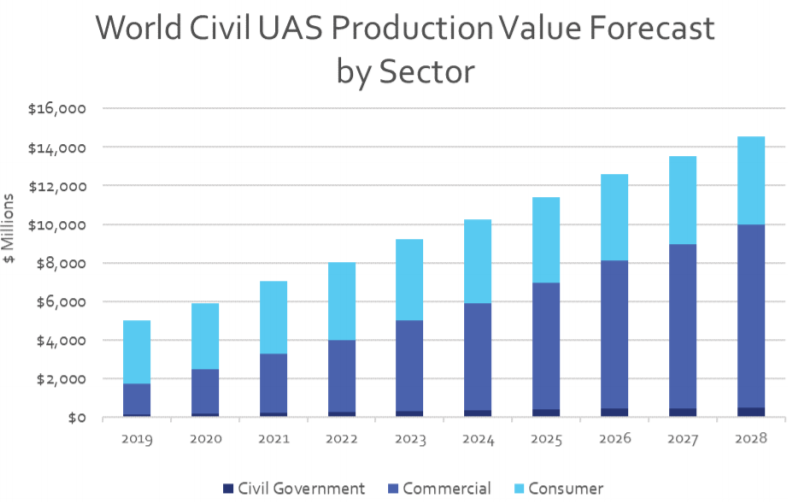 World Civil UAS Production Value Forecast
by Sector
$16,000
$14,000
$12,000
$10,000
$8,000
$6,000
$4,000
$2,000
$0
$ Millions
2019 2020 2021 2022 2023 2024 2025 2026 2027 2028
Civil Government Commercial Consumer